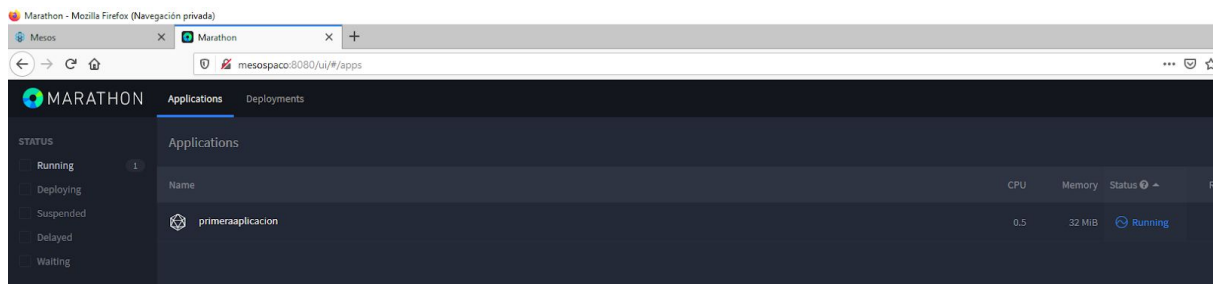 Marathon - Mozilla Firefox (Navegación privada)
Mesos
Marathon
mesospaco:8080/ui/#/apps
MARATHON Applications Deployments
STATUS
Applications
Running 1
Deploying
Name CPU Memory Status
Suspended
primeraaplicacion 0.5 32 MiB Running
Delayed
Waiting